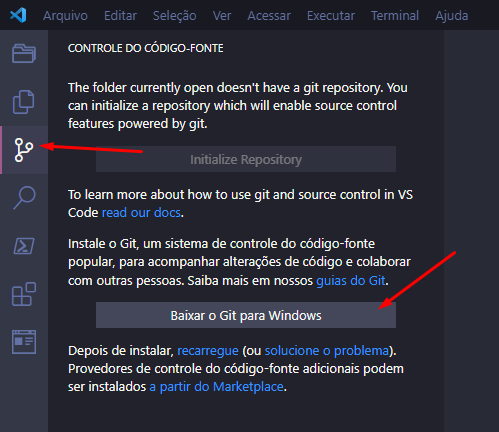 Arquivo Editar Seleção Ver Acessar Executar Terminal Ajuda
CONTROLE DO CÓDIGO-FONTE
The folder currently open doesn't have a git repository. You
can initialize a repository which will enable source control
features powered by git.
Initialize Repository
To learn more about how to use git and source control in VS
Code read our docs.
Instale o Git, um sistema de controle do código-fonte
popular, para acompanhar alterações de código e colaborar
com outras pessoas. Saiba mais em nossos guias do Git.
Baixar o Git para Windows
Depois de instalar, recarregue (ou solucione o problema).
Provedores de controle do código-fonte adicionais podem
ser instalados a partir do Marketplace.